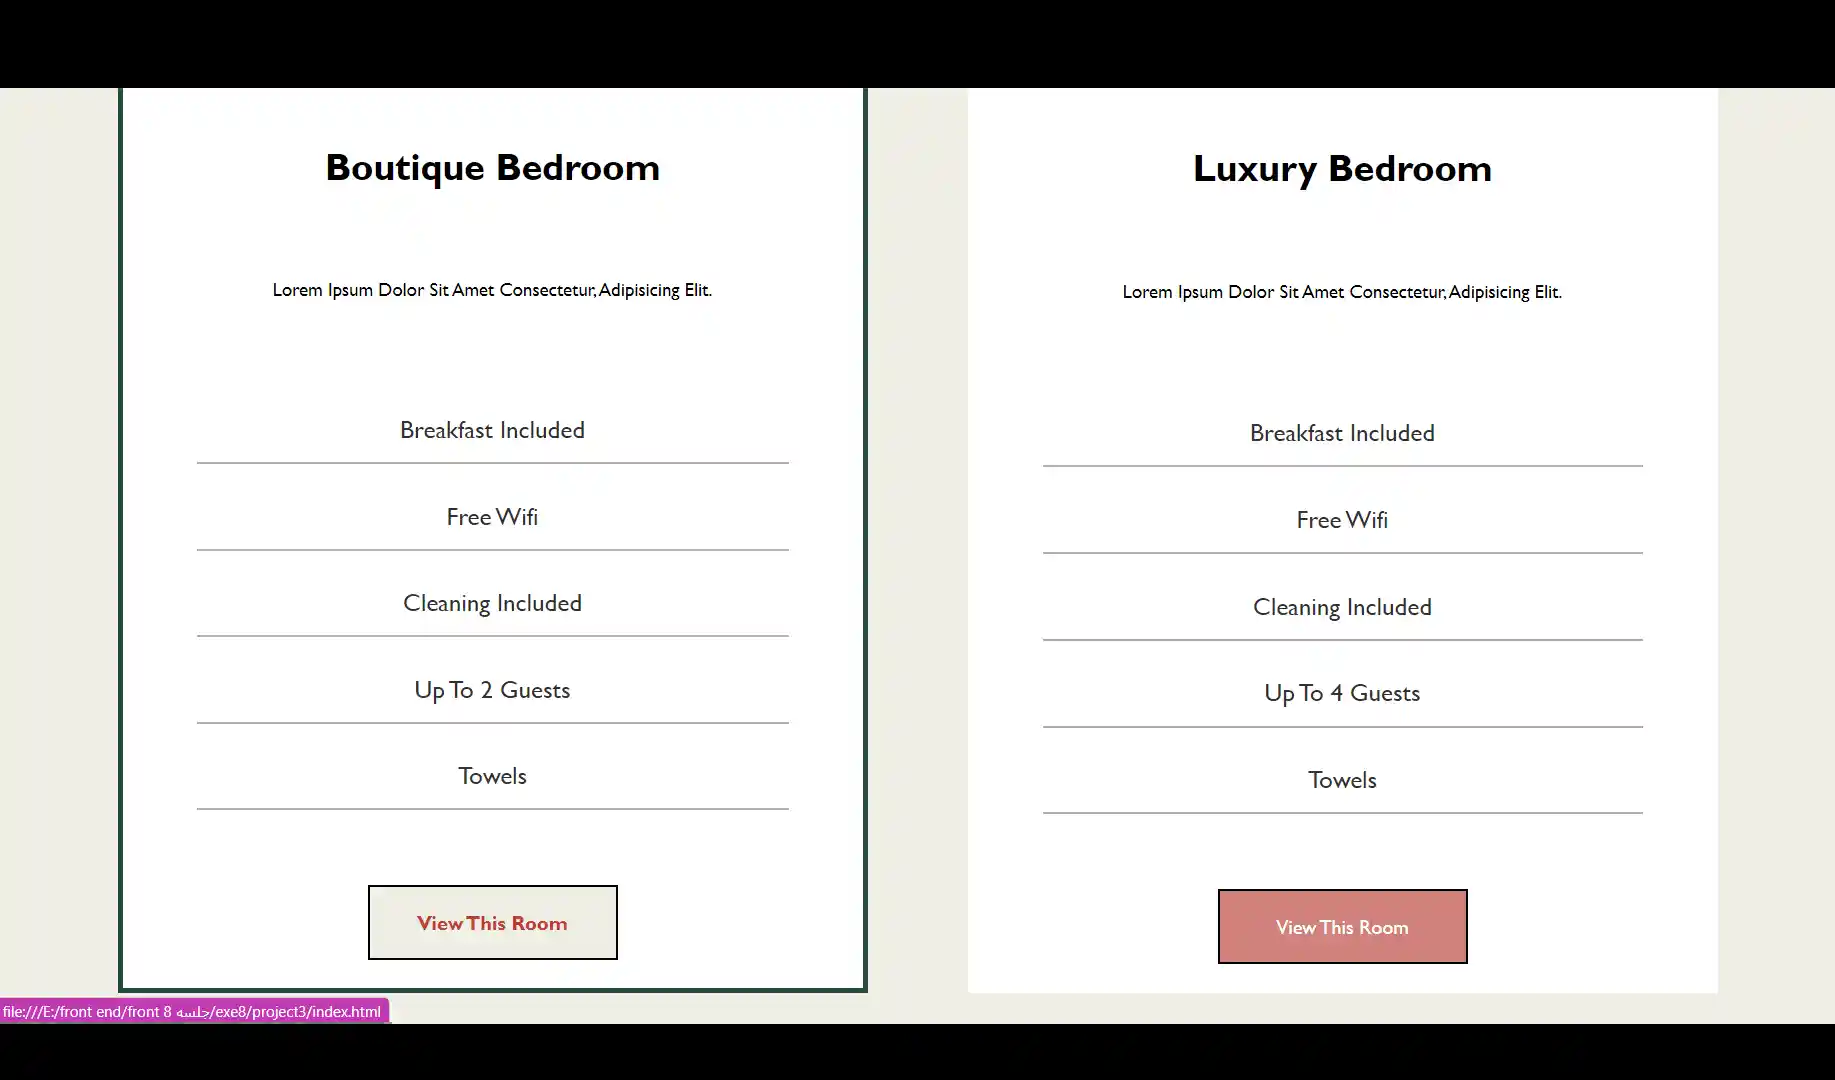 Boutique Bedroom
Lorem Ipsum Dolor Sit Amet Consectetur, Adipisicing Elit.
Breakfast Included
Free Wifi
Cleaning Included
Up To 2 Guests
Towels
View This Room
Luxury Bedroom
Lorem Ipsum Dolor Sit Amet Consectetur, Adipisicing Elit.
Breakfast Included
Free Wifi
Cleaning Included
Up To 4 Guests
Towels
View This Room
file:///E:/front end/front 8 جلسه/exe8/project3/index.html